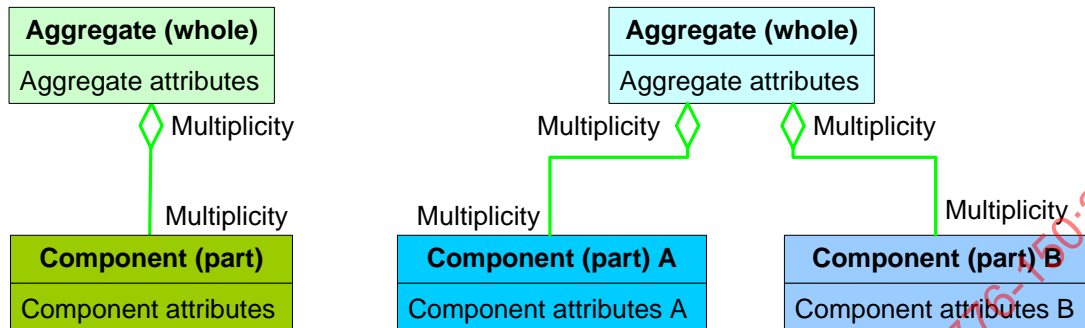 Aggregate (whole)
Aggregate attributes
Multiplicity
Multiplicity
Component (part)
Component attributes
Aggregate (whole)
Aggregate attributes
Multiplicity
Multiplicity
Multiplicity
Multiplicity
Component (part) A
Component attributes A
Component (part) B
Component attributes B